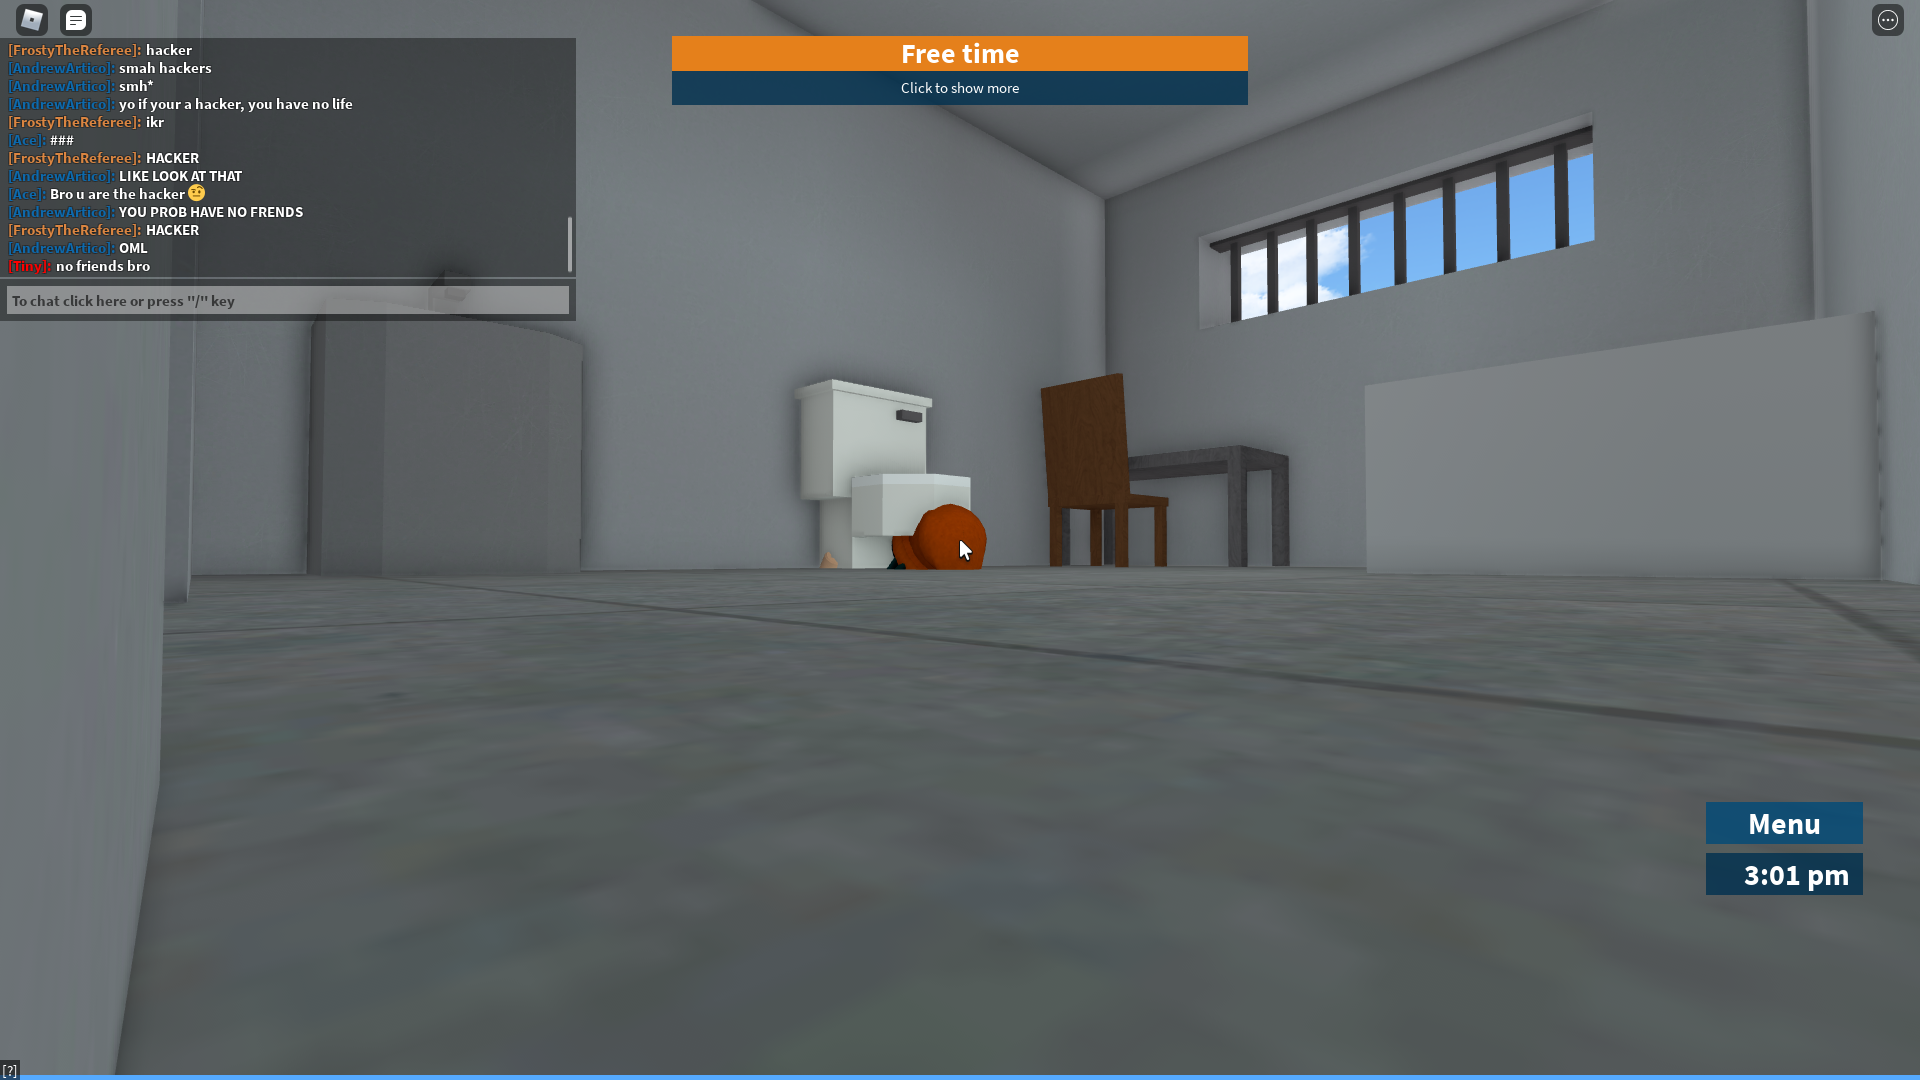 [FrostyTheReferee]: hacker
[AndrewArtico]: smah hackers
[AndrewArtico]: smh*
[AndrewArtico]: yo if your a hacker, you have no life
[FrostyTheReferee]: ikr
[Ace]: ###
[FrostyTheReferee]: HACKER
[AndrewArtico]: LIKE LOOK AT THAT
[Ace]: Bro u are the hacker 🤨
[AndrewArtico]: YOU PROB HAVE NO FRENDS
[FrostyTheReferee]: HACKER
[AndrewArtico]: OML
[Tiny]: no friends bro
To chat click here or press "/" key
Free time
Click to show more
Menu
3:01 pm
[?]